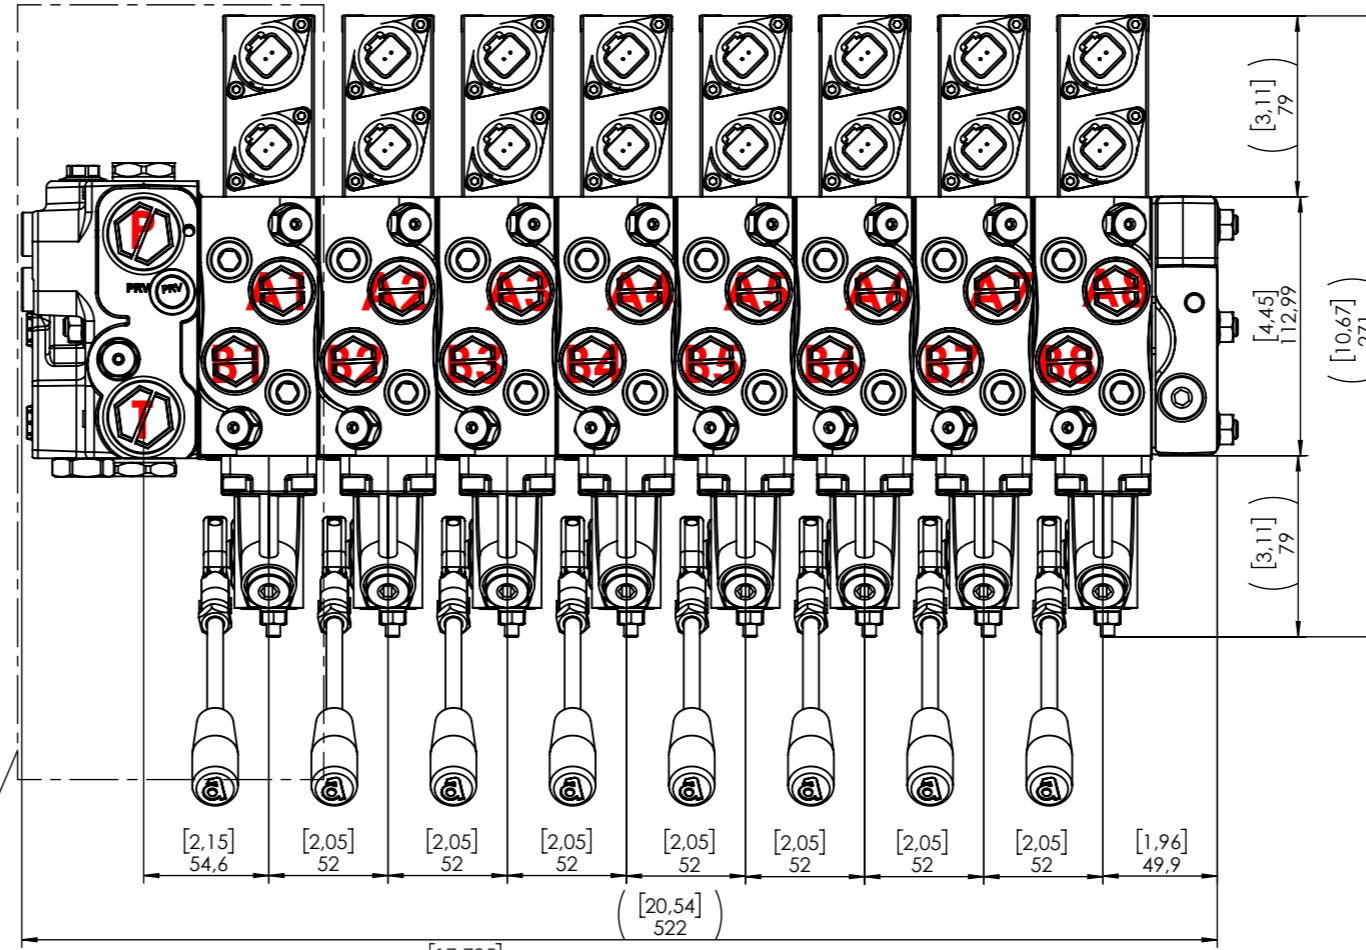 [3,11]
79
P
PRV PRV
A1 A2 A3 A4 A5 A6 A7 A8
[4,45]
112,99
[10,67]
271
B1 B2 B3 B4 B5 B6 B7 B8
T
[3,11]
79
[2,15] [2,05] [2,05] [2,05] [2,05] [2,05] [2,05] [2,05] [1,96]
54,6 52 52 52 52 52 52 52 49,9
[20,54]
522